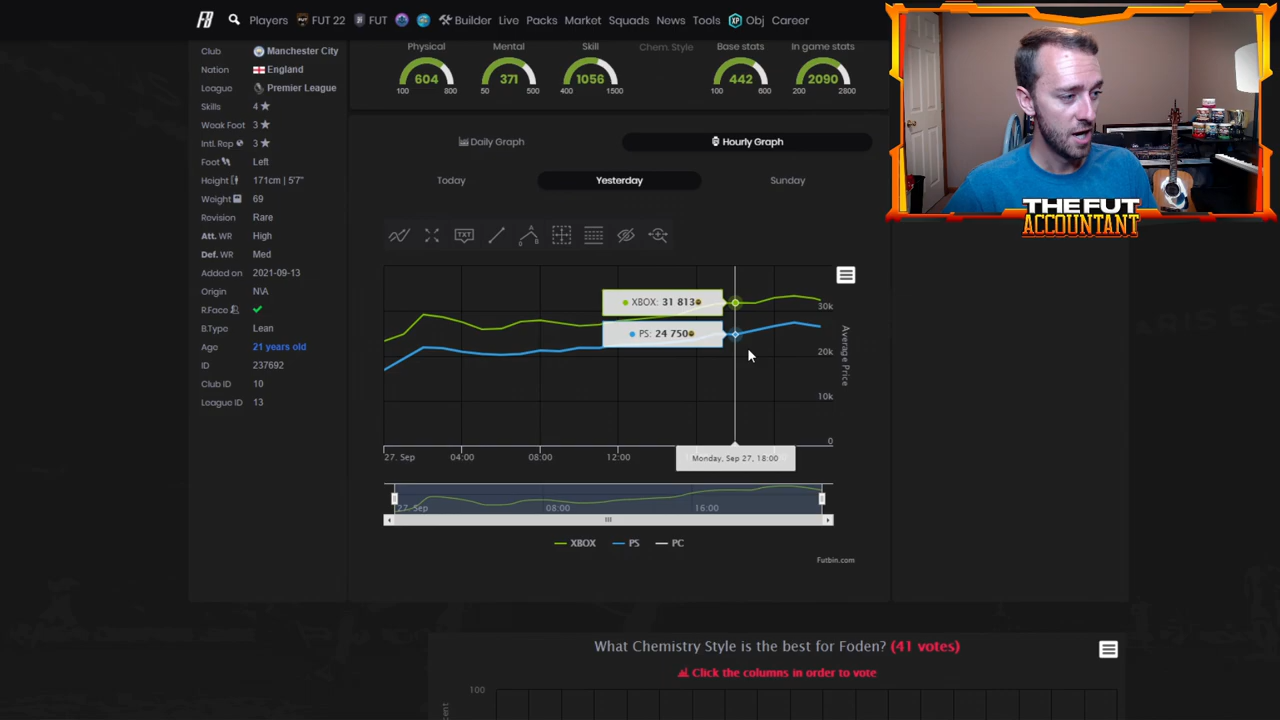 FB Players FUT 22 FUT Builder Live Packs Market Squads News Tools XP Obj Career
Club Manchester City
Nation England
League Premier League
Skills 4★
Weak Foot 3★
Intl. Rep 3★
Foot Left
Height 171cm | 5'7"
Weight 69
Revision Rare
Att. WR High
Def. WR Med
Added on 2021-09-13
Origin N\A
R.Face
B.Type Lean
Age 21 years old
ID 237692
Club ID 10
League ID 13
Physical Mental Skill Chem. Style Base stats In game stats
604 371 1056 442 2090
100 800 50 500 400 1500 100 600 200 2800
Daily Graph Hourly Graph
Today Yesterday Sunday
TXT
XBOX: 31 813
PS: 24 750
30k
20k
10k
0
Average Price
27. Sep 04:00 08:00 12:00
Monday, Sep 27, 18:00
27. Sep 08:00 16:00
XBOX PS PC
Futbin.com
What Chemistry Style is the best for Foden? (41 votes)
Click the columns in order to vote
100
THE FUT
ACCOUNTANT